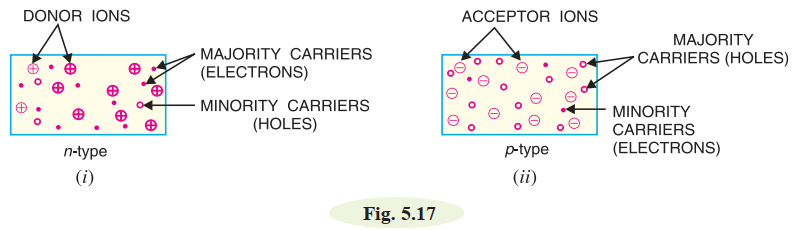 DONOR IONS
MAJORITY CARRIERS
(ELECTRONS)
MINORITY CARRIERS
(HOLES)
n-type
(i)
ACCEPTOR IONS
MAJORITY
CARRIERS (HOLES)
MINORITY
CARRIERS
(ELECTRONS)
p-type
(ii)
Fig. 5.17